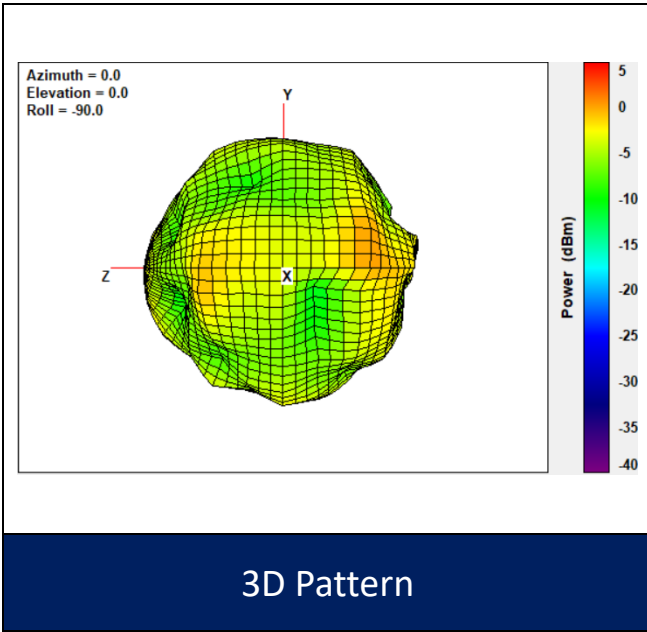 Azimuth = 0.0
Elevation = 0.0
Roll = -90.0
Y
Z
X
Power (dBm)
5
0
-5
-10
-15
-20
-25
-30
-35
-40
3D Pattern